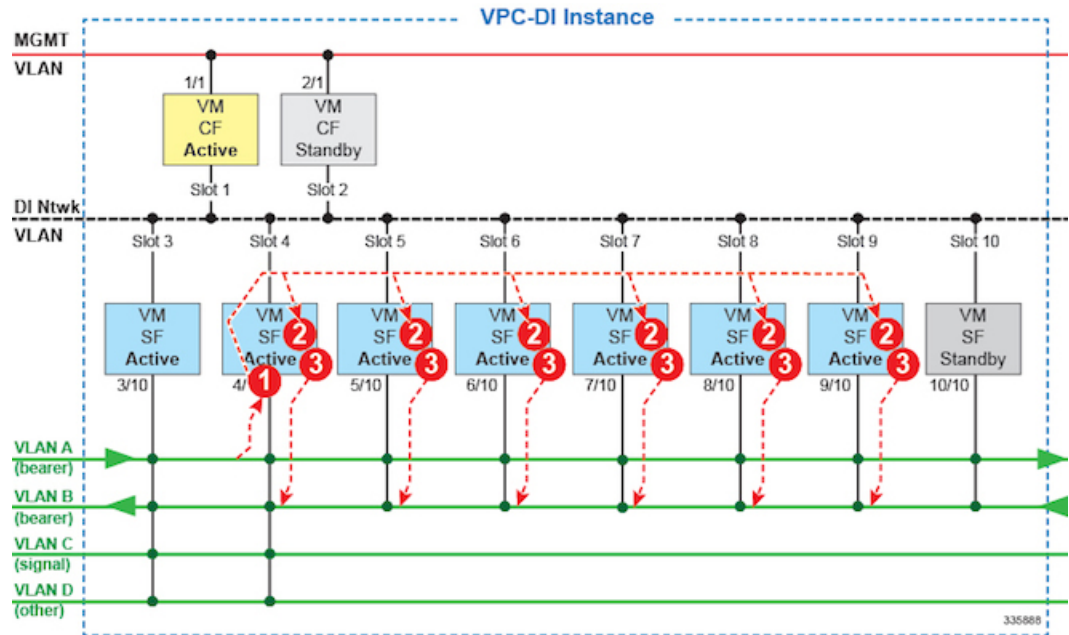 VPC-DI Instance
MGMT
VLAN
1/1
2/1
VM
CF
Active
VM
CF
Standby
Slot 1
Slot 2
DI Ntwk
VLAN
Slot 3
Slot 4
Slot 5
Slot 6
Slot 7
Slot 8
Slot 9
Slot 10
VM
SF
Active
VM
SF
Active
VM
SF
Active
VM
SF
Active
VM
SF
Active
VM
SF
Active
VM
SF
Active
VM
SF
Standby
2
2
2
2
2
2
3
3
3
3
3
3
1
3/10
4/
5/10
6/10
7/10
8/10
9/10
10/10
VLAN A
(bearer)
VLAN B
(bearer)
VLAN C
(signal)
VLAN D
(other)
335888